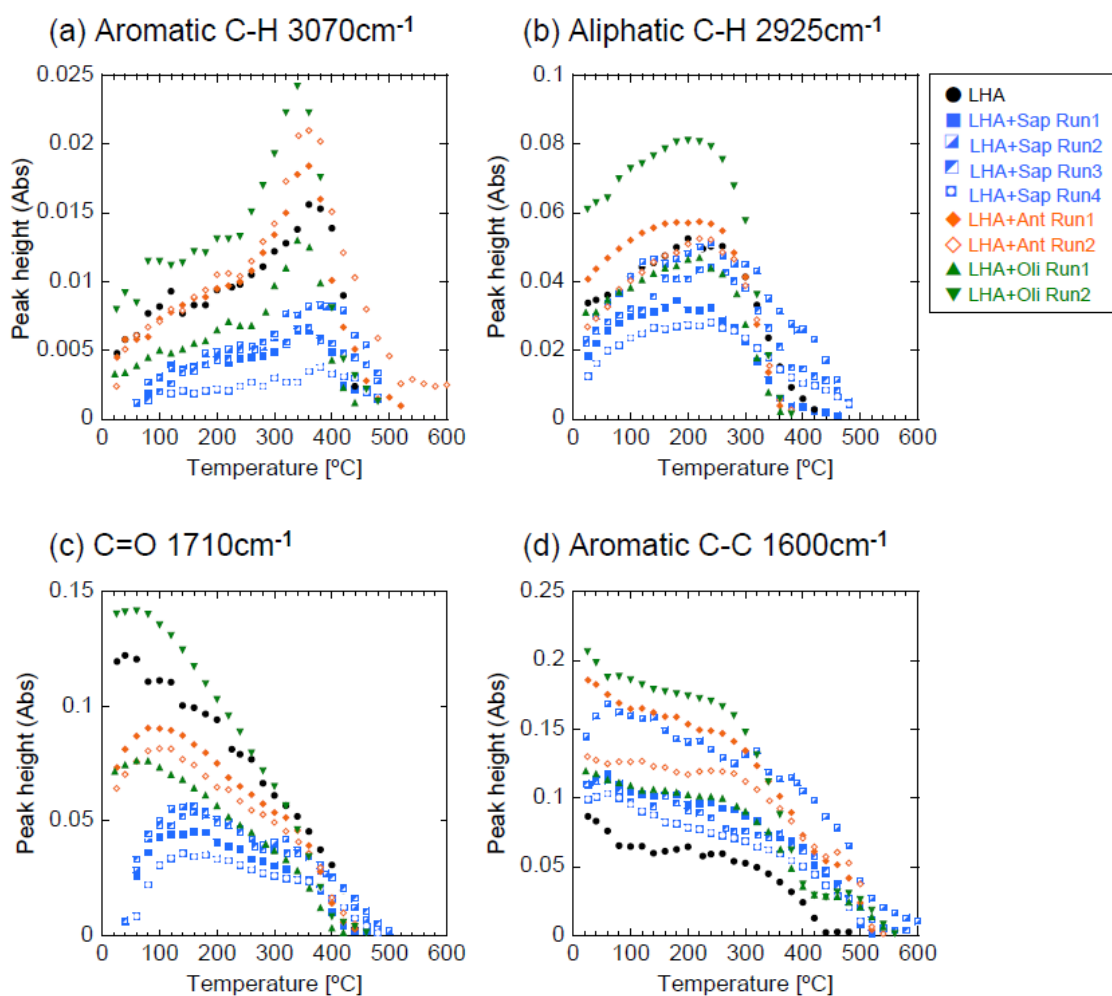 (a) Aromatic C-H 3070cm-1
(b) Aliphatic C-H 2925cm-1
0.025
0.02
0.015
0.01
0.005
0
Peak height (Abs)
0 100 200 300 400 500 600
Temperature [ºC]
0.1
0.08
0.06
0.04
0.02
0
Peak height (Abs)
0 100 200 300 400 500 600
Temperature [ºC]
LHA
LHA+Sap Run1
LHA+Sap Run2
LHA+Sap Run3
LHA+Sap Run4
LHA+Ant Run1
LHA+Ant Run2
LHA+Oli Run1
LHA+Oli Run2
(c) C=O 1710cm-1
(d) Aromatic C-C 1600cm-1
0.15
0.1
0.05
0
Peak height (Abs)
0 100 200 300 400 500 600
Temperature [ºC]
0.25
0.2
0.15
0.1
0.05
0
Peak height (Abs)
0 100 200 300 400 500 600
Temperature [ºC]